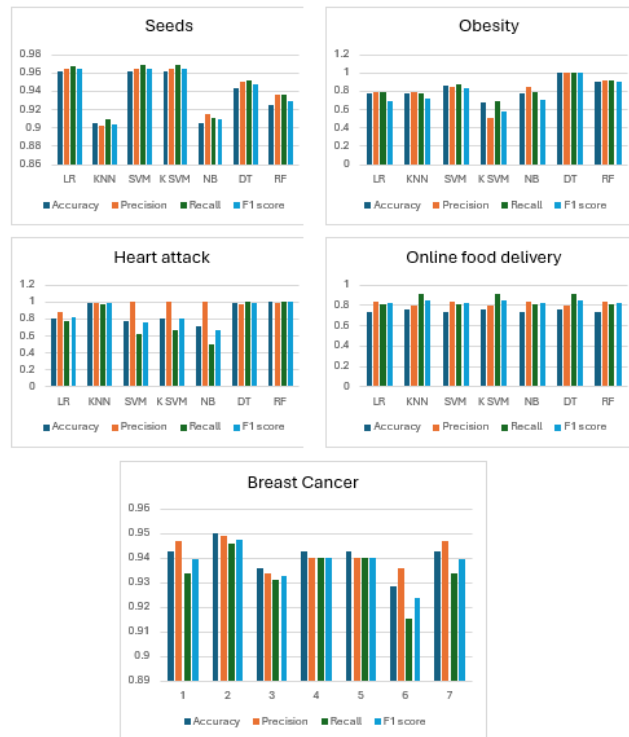 Seeds
0.98
0.96
0.94
0.92
0.9
0.88
0.86
LR KNN SVM K SVM NB DT RF
Accuracy Precision Recall F1 score
Obesity
1.2
1
0.8
0.6
0.4
0.2
0
LR KNN SVM K SVM NB DT RF
Accuracy Precision Recall F1 score
Heart attack
1.2
1
0.8
0.6
0.4
0.2
0
LR KNN SVM K SVM NB DT RF
Accuracy Precision Recall F1 score
Online food delivery
1
0.8
0.6
0.4
0.2
0
LR KNN SVM K SVM NB DT RF
Accuracy Precision Recall F1 score
Breast Cancer
0.96
0.95
0.94
0.93
0.92
0.91
0.9
0.89
1 2 3 4 5 6 7
Accuracy Precision Recall F1 score